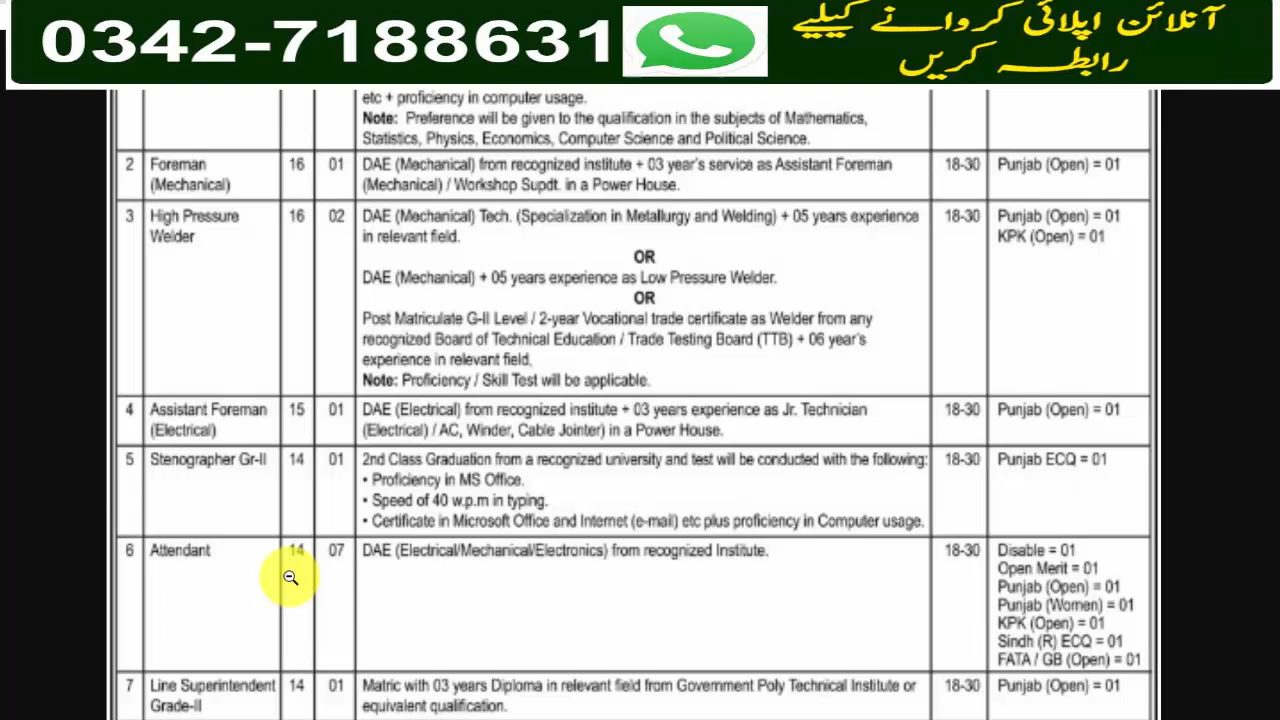 0342-7188631
آنلائن اپلائی کروانے کیلیے
رابطہ کریں
etc + proficiency in computer usage.
Note: Preference will be given to the qualification in the subjects of Mathematics,
Statistics, Physics, Economics, Computer Science and Political Science.
2 Foreman 16 01 DAE (Mechanical) from recognized institute + 03 year's service as Assistant Foreman 18-30 Punjab (Open) = 01
(Mechanical) (Mechanical) / Workshop Supdt. in a Power House.
3 High Pressure 16 02 DAE (Mechanical) Tech. (Specialization in Metallurgy and Welding) + 05 years experience 18-30 Punjab (Open) = 01
Welder in relevant field. KPK (Open) = 01
OR
DAE (Mechanical) + 05 years experience as Low Pressure Welder.
OR
Post Matriculate G-II Level / 2-year Vocational trade certificate as Welder from any
recognized Board of Technical Education / Trade Testing Board (TTB) + 06 year's
experience in relevant field.
Note: Proficiency / Skill Test will be applicable.
4 Assistant Foreman 15 01 DAE (Electrical) from recognized institute + 03 years experience as Jr. Technician 18-30 Punjab (Open) = 01
(Electrical) (Electrical) / AC, Winder, Cable Jointer) in a Power House.
5 Stenographer Gr-II 14 01 2nd Class Graduation from a recognized university and test will be conducted with the following: 18-30 Punjab ECQ = 01
• Proficiency in MS Office.
• Speed of 40 w.p.m in typing.
• Certificate in Microsoft Office and Internet (e-mail) etc plus proficiency in Computer usage.
6 Attendant 14 07 DAE (Electrical/Mechanical/Electronics) from recognized Institute. 18-30 Disable = 01
Open Merit = 01
Punjab (Open) = 01
Punjab (Women) = 01
KPK (Open) = 01
Sindh (R) ECQ = 01
FATA / GB (Open) = 01
7 Line Superintendent 14 01 Matric with 03 years Diploma in relevant field from Government Poly Technical Institute or 18-30 Punjab (Open) = 01
Grade-II equivalent qualification.